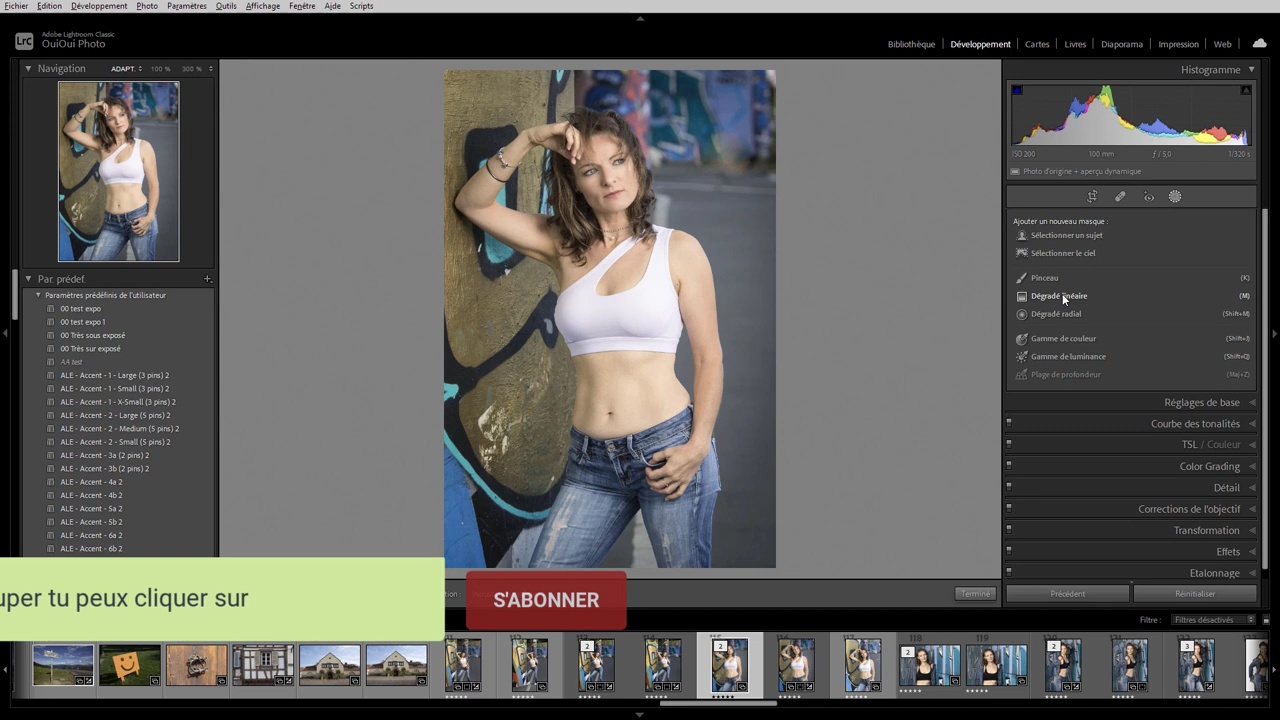 Fichier Edition Développement Photo Paramètres Outils Affichage Fenêtre Aide Scripts
Lrc
Adobe Lightroom Classic
OuiOui Photo
Bibliothèque Développement Cartes Livres Diaporama Impression Web
Navigation ADAPT. 100 % 300 %
Histogramme
ISO 200 100 mm ƒ / 5,0 1/320 s
Photo d'origine + aperçu dynamique
Ajouter un nouveau masque :
Sélectionner un sujet
Sélectionner le ciel
Pinceau (K)
Dégradé linéaire (M)
Dégradé radial (Shift+M)
Gamme de couleur (Shift+J)
Gamme de luminance (Shift+Q)
Plage de profondeur (Maj+Z)
Réglages de base
Courbe des tonalités
TSL / Couleur
Color Grading
Détail
Corrections de l'objectif
Transformation
Effets
Etalonnage
Précédent Réinitialiser
Par. prédéf.
Paramètres prédéfinis de l'utilisateur
00 test expo
00 test expo 1
00 Très sous exposé
00 Très sur exposé
AA test
ALE - Accent - 1 - Large (3 pins) 2
ALE - Accent - 1 - Small (3 pins) 2
ALE - Accent - 1 - X-Small (3 pins) 2
ALE - Accent - 2 - Large (5 pins) 2
ALE - Accent - 2 - Medium (5 pins) 2
ALE - Accent - 2 - Small (5 pins) 2
ALE - Accent - 3a (2 pins) 2
ALE - Accent - 3b (2 pins) 2
ALE - Accent - 4a 2
ALE - Accent - 4b 2
ALE - Accent - 5a 2
ALE - Accent - 5b 2
ALE - Accent - 6a 2
ALE - Accent - 6b 2
uper tu peux cliquer sur
S'ABONNER
Terminé
Filtre : Filtres désactivés
118 119
2 2 2 2 2 3